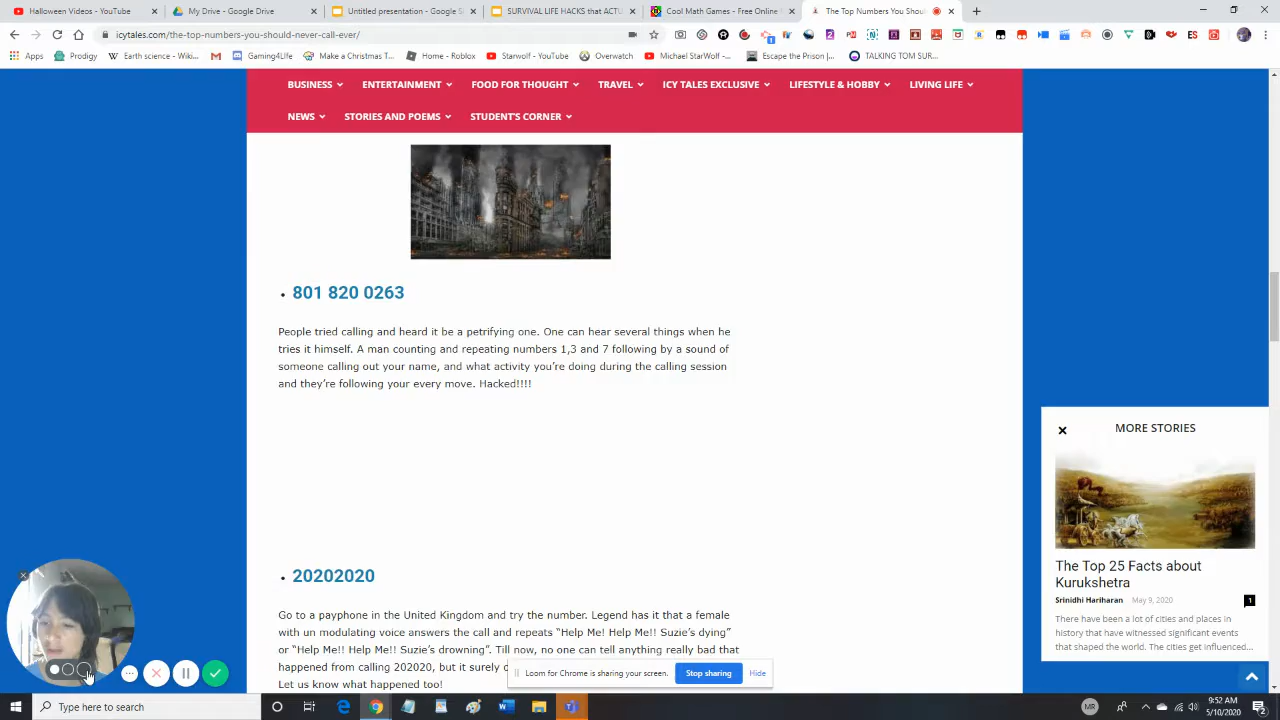 Halloween Videos - YouTube
My Drive - Google Drive
Untitled presentation - Google S
SURVIVAL LIFE HACKS that ACTU
Cool Math Games - Free Online
The Top Numbers You Shou
icytales.com/the-top-numbers-you-should-never-call-ever/
Apps
Prodigy
Earth science - Wiki...
Gaming4Life
Make a Christmas T...
Home - Roblox
Starwolf - YouTube
Overwatch
Michael StarWolf -...
Escape the Prison |...
TALKING TOM SUR...
BUSINESS ENTERTAINMENT FOOD FOR THOUGHT TRAVEL ICY TALES EXCLUSIVE LIFESTYLE & HOBBY LIVING LIFE
NEWS STORIES AND POEMS STUDENT'S CORNER
801 820 0263
People tried calling and heard it be a petrifying one. One can hear several things when he
tries it himself. A man counting and repeating numbers 1,3 and 7 following by a sound of
someone calling out your name, and what activity you're doing during the calling session
and they're following your every move. Hacked!!!!
20202020
Go to a payphone in the United Kingdom and try the number. Legend has it that a female
with un modulating voice answers the call and repeats "Help Me! Help Me!! Suzie's dying"
or "Help Me!! Help Me!! Suzie's drowning". Till now, no one can tell anything really bad that
happened from calling 202020, but it surely
Let us know what happened too!
MORE STORIES
The Top 25 Facts about
Kurukshetra
Srinidhi Hariharan May 9, 2020 1
There have been a lot of cities and places in
history that have witnessed significant events
that shaped the world. The cities get influenced...
Loom for Chrome is sharing your screen. Stop sharing Hide
Type here to search
MR
9:52 AM
5/10/2020